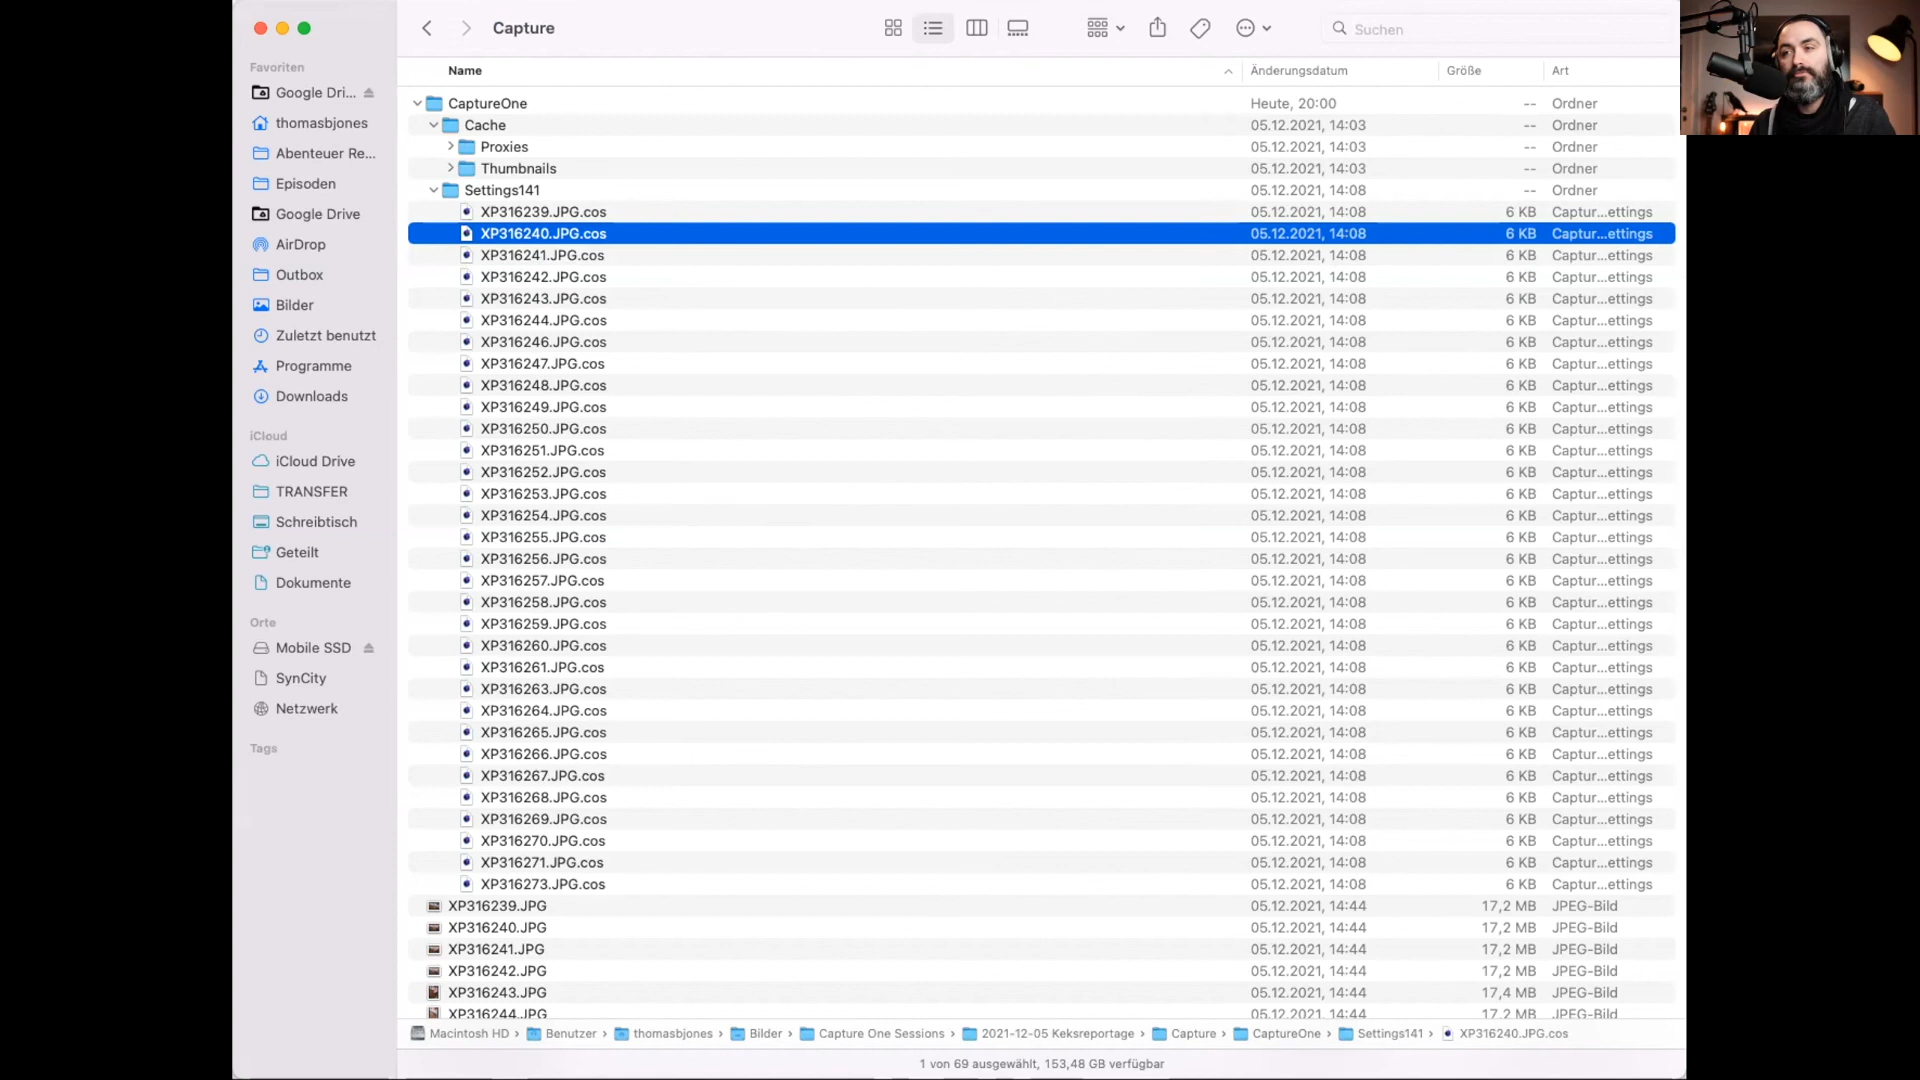 Capture
Suchen
Favoriten
Google Dri...
thomasbjones
Abenteuer Re...
Episoden
Google Drive
AirDrop
Outbox
Bilder
Zuletzt benutzt
Programme
Downloads
iCloud
iCloud Drive
TRANSFER
Schreibtisch
Geteilt
Dokumente
Orte
Mobile SSD
SynCity
Netzwerk
Tags
Name Änderungsdatum Größe Art
CaptureOne Heute, 20:00 -- Ordner
Cache 05.12.2021, 14:03 -- Ordner
Proxies 05.12.2021, 14:03 -- Ordner
Thumbnails 05.12.2021, 14:03 -- Ordner
Settings141 05.12.2021, 14:08 -- Ordner
XP316239.JPG.cos 05.12.2021, 14:08 6 KB Captur...ettings
XP316240.JPG.cos 05.12.2021, 14:08 6 KB Captur...ettings
XP316241.JPG.cos 05.12.2021, 14:08 6 KB Captur...ettings
XP316242.JPG.cos 05.12.2021, 14:08 6 KB Captur...ettings
XP316243.JPG.cos 05.12.2021, 14:08 6 KB Captur...ettings
XP316244.JPG.cos 05.12.2021, 14:08 6 KB Captur...ettings
XP316246.JPG.cos 05.12.2021, 14:08 6 KB Captur...ettings
XP316247.JPG.cos 05.12.2021, 14:08 6 KB Captur...ettings
XP316248.JPG.cos 05.12.2021, 14:08 6 KB Captur...ettings
XP316249.JPG.cos 05.12.2021, 14:08 6 KB Captur...ettings
XP316250.JPG.cos 05.12.2021, 14:08 6 KB Captur...ettings
XP316251.JPG.cos 05.12.2021, 14:08 6 KB Captur...ettings
XP316252.JPG.cos 05.12.2021, 14:08 6 KB Captur...ettings
XP316253.JPG.cos 05.12.2021, 14:08 6 KB Captur...ettings
XP316254.JPG.cos 05.12.2021, 14:08 6 KB Captur...ettings
XP316255.JPG.cos 05.12.2021, 14:08 6 KB Captur...ettings
XP316256.JPG.cos 05.12.2021, 14:08 6 KB Captur...ettings
XP316257.JPG.cos 05.12.2021, 14:08 6 KB Captur...ettings
XP316258.JPG.cos 05.12.2021, 14:08 6 KB Captur...ettings
XP316259.JPG.cos 05.12.2021, 14:08 6 KB Captur...ettings
XP316260.JPG.cos 05.12.2021, 14:08 6 KB Captur...ettings
XP316261.JPG.cos 05.12.2021, 14:08 6 KB Captur...ettings
XP316263.JPG.cos 05.12.2021, 14:08 6 KB Captur...ettings
XP316264.JPG.cos 05.12.2021, 14:08 6 KB Captur...ettings
XP316265.JPG.cos 05.12.2021, 14:08 6 KB Captur...ettings
XP316266.JPG.cos 05.12.2021, 14:08 6 KB Captur...ettings
XP316267.JPG.cos 05.12.2021, 14:08 6 KB Captur...ettings
XP316268.JPG.cos 05.12.2021, 14:08 6 KB Captur...ettings
XP316269.JPG.cos 05.12.2021, 14:08 6 KB Captur...ettings
XP316270.JPG.cos 05.12.2021, 14:08 6 KB Captur...ettings
XP316271.JPG.cos 05.12.2021, 14:08 6 KB Captur...ettings
XP316273.JPG.cos 05.12.2021, 14:08 6 KB Captur...ettings
XP316239.JPG 05.12.2021, 14:44 17,2 MB JPEG-Bild
XP316240.JPG 05.12.2021, 14:44 17,2 MB JPEG-Bild
XP316241.JPG 05.12.2021, 14:44 17,2 MB JPEG-Bild
XP316242.JPG 05.12.2021, 14:44 17,2 MB JPEG-Bild
XP316243.JPG 05.12.2021, 14:44 17,4 MB JPEG-Bild
XP316244.JPG 05.12.2021, 14:44 17,2 MB JPEG-Bild
Macintosh HD › Benutzer › thomasbjones › Bilder › Capture One Sessions › 2021-12-05 Keksreportage › Capture › CaptureOne › Settings141 › XP316240.JPG.cos
1 von 69 ausgewählt, 153,48 GB verfügbar